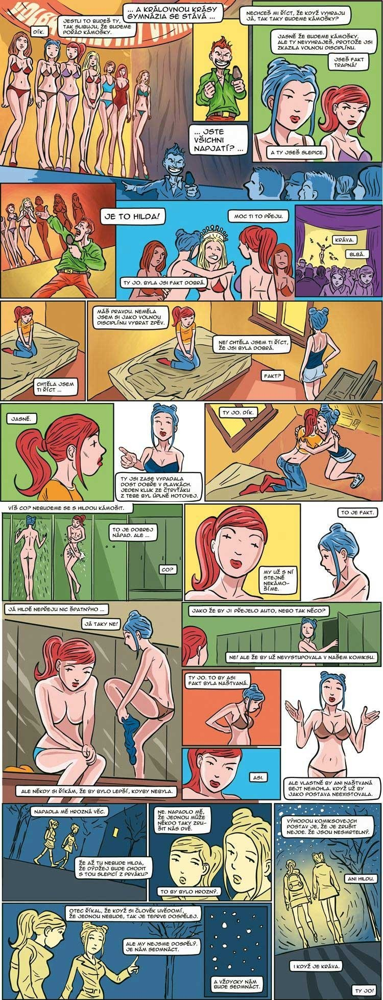 VOLBA KRÁLOVNY GYMNÁZIA
... A KRÁLOVNOU KRÁSY
GYMNÁZIA SE STÁVÁ ...
JESTLI TO BUDEŠ TY,
TAK SLIBUJU, ŽE BUDEME
POŘÁD KÁMOŠKY.
DÍK.
NECHCEŠ MI ŘÍCT, ŽE KDYŽ VYHRAJU
JÁ, TAK TAKY BUDEME KÁMOŠKY?
JASNĚ ŽE BUDEME KÁMOŠKY.
ALE TY NEVYHRAJEŠ, PROTOŽE JSI
ZKAZILA VOLNOU DISCIPLÍNU.
JSEŠ FAKT
TRAPNÁ!
A TY JSEŠ SLEPICE.
... JSTE
VŠICHNI
NAPJATÍ? ...
JE TO HILDA!
MOC TI TO PŘEJU.
TY JO. BYLA JSI FAKT DOBRÁ.
KRÁVA.
BLBÁ.
CHTĚLA JSEM
TI ŘÍCT ...
MÁŠ PRAVDU. NEMĚLA
JSEM SI JAKO VOLNOU
DISCIPLÍNU VYBRAT ZPĚV.
NE! CHTĚLA JSEM TI ŘÍCT,
ŽE JSI BYLA DOBRÁ.
FAKT?
JASNĚ.
TY JSI ZASE VYPADALA
DOST DOBŘE V PLAVKÁCH.
JEDEN KLUK ZE ČTRVŤÁKU
Z TEBE BYL ÚPLNĚ HOTOVEJ.
TY JO. DÍK.
VÍŠ CO? NEBUDEME SE S HILDOU KÁMOŠIT.
TO JE DOBREJ
NÁPAD. ALE ...
CO?
MY UŽ S NÍ
STEJNĚ
NEKÁMO-
ŠÍME.
TO JE FAKT.
JÁ HILDĚ NEPŘEJU NIC ŠPATNÝHO ...
JÁ TAKY NE!
ALE NĚKDY SI ŘÍKÁM, ŽE BY BYLO LEPŠÍ, KDYBY NEBYLA.
JAKO ŽE BY JI PŘEJELO AUTO, NEBO TAK NĚCO?
NE! ALE ŽE BY UŽ NEVYSTUPOVALA V NAŠEM KOMIKSU.
TY JO. TO BY ASI
FAKT BYLA NAŠTVANÁ.
ASI.
ALE VLASTNĚ BY ANI NAŠTVANÁ
BEJT NEMOHLA. KDYŽ UŽ BY
JAKO POSTAVA NEEXISTOVALA.
NAPADLA MĚ HROZNÁ VĚC.
ŽE AŽ TU NEBUDE HILDA,
ŽE DÝDŽEJ BUDE CHODIT
S TOU SLEPICÍ Z PRVÁKU?
NE. NAPADLO MĚ,
ŽE JEDNOU MŮŽE
NĚKDO TAKY ZRU-
ŠIT NÁS DVĚ.
TO BY BYLO HROZNÝ.
OTEC ŘÍKAL, ŽE KDYŽ SI ČLOVĚK UVĚDOMÍ,
ŽE JEDNOU NEBUDE, TAK JE TEPRVE DOSPĚLEJ.
ALE MY NEJSME DOSPĚLÝ.
JE NÁM SEDMNÁCT.
A VŽDYCKY NÁM
BUDE SEDMNÁCT.
VÝHODOU KOMIKSOVEJCH
POSTAV JE, ŽE JE ZRUŠIT
NEJDE. ŽE JSOU NESMRTELNÝ.
ANI HILDU.
I KDYŽ JE KRÁVA.
TY JO!